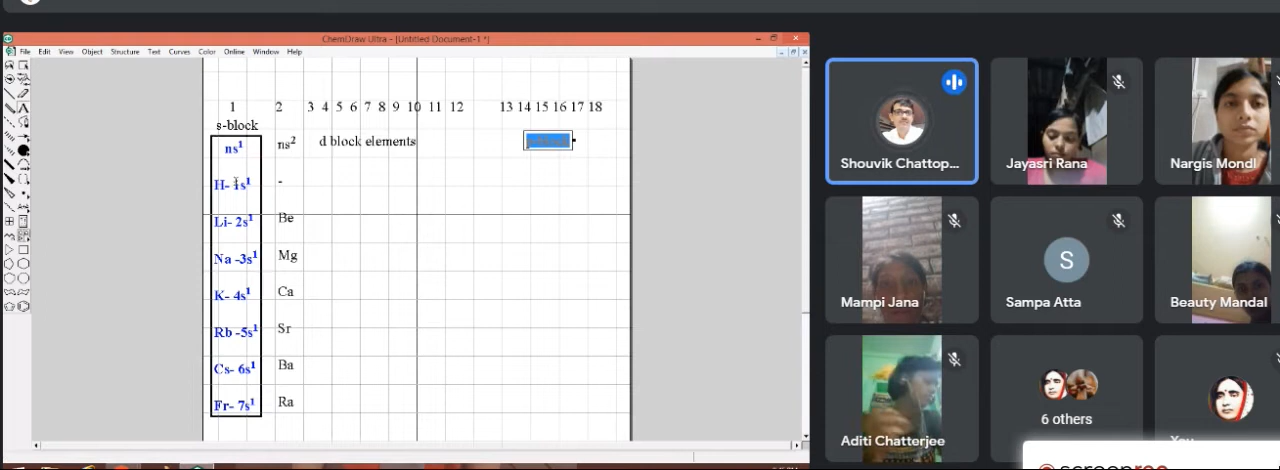 ChemDraw Ultra - [Untitled Document-1 *]
File Edit View Object Structure Text Curves Color Online Window Help
1 2 3 4 5 6 7 8 9 10 11 12 13 14 15 16 17 18
s-block
ns¹ ns² d block elements
H- 1s¹ -
Li- 2s¹ Be
Na -3s¹ Mg
K- 4s¹ Ca
Rb -5s¹ Sr
Cs- 6s¹ Ba
Fr- 7s¹ Ra
Shouvik Chattop...
Jayasri Rana
Nargis Mondl
Mampi Jana
S
Sampa Atta
Beauty Mandal
Aditi Chatterjee
6 others
You